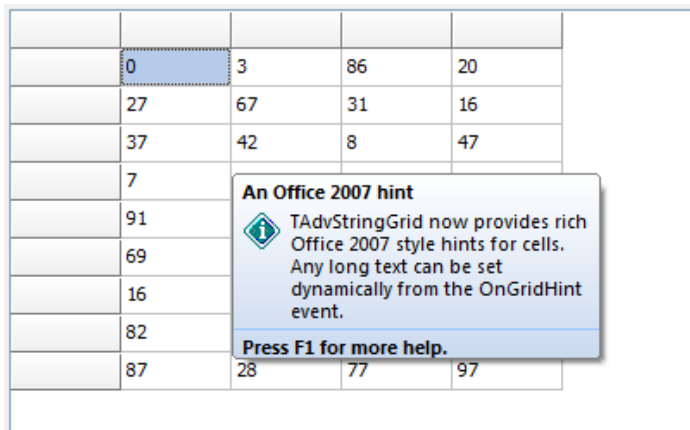 0 3 86 20
27 67 31 16
37 42 8 47
7
An Office 2007 hint
91
TAdvStringGrid now provides rich
Office 2007 style hints for cells.
69
Any long text can be set
16
dynamically from the OnGridHint
event.
82
Press F1 for more help.
87 28 77 97